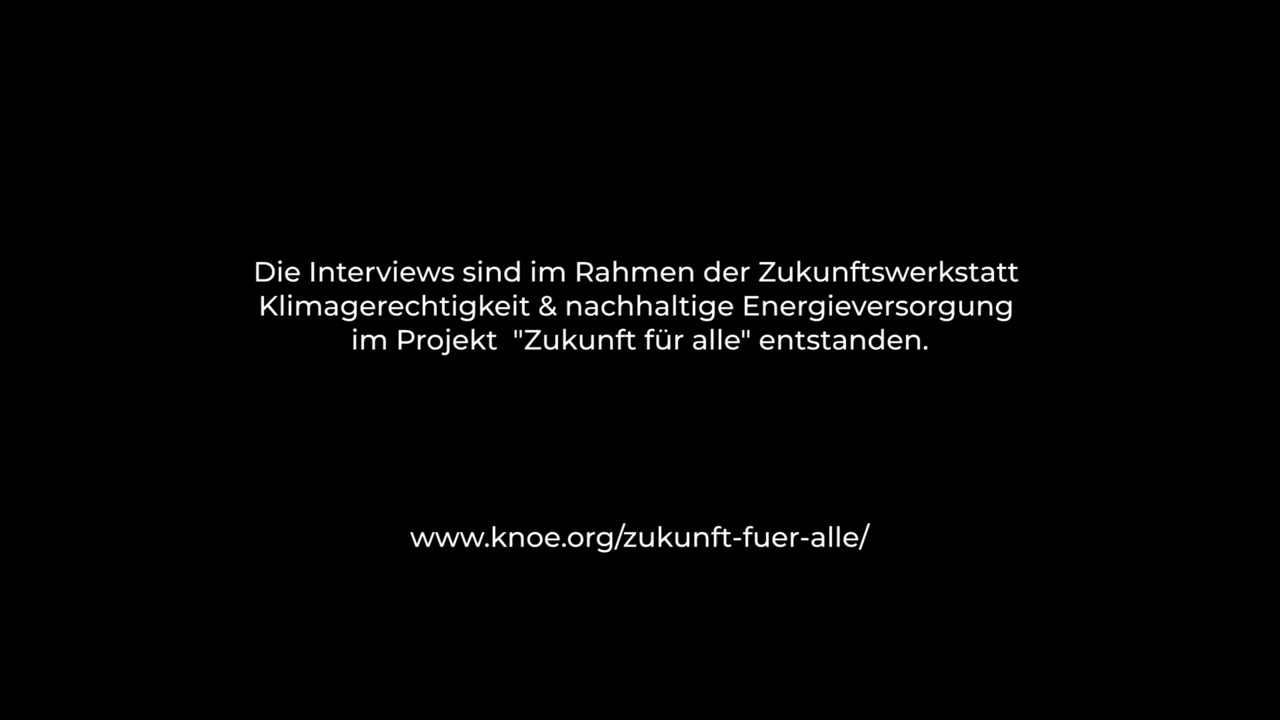 Die Interviews sind im Rahmen der Zukunftswerkstatt
Klimagerechtigkeit & nachhaltige Energieversorgung
im Projekt  "Zukunft für alle" entstanden.
www.knoe.org/zukunft-fuer-alle/